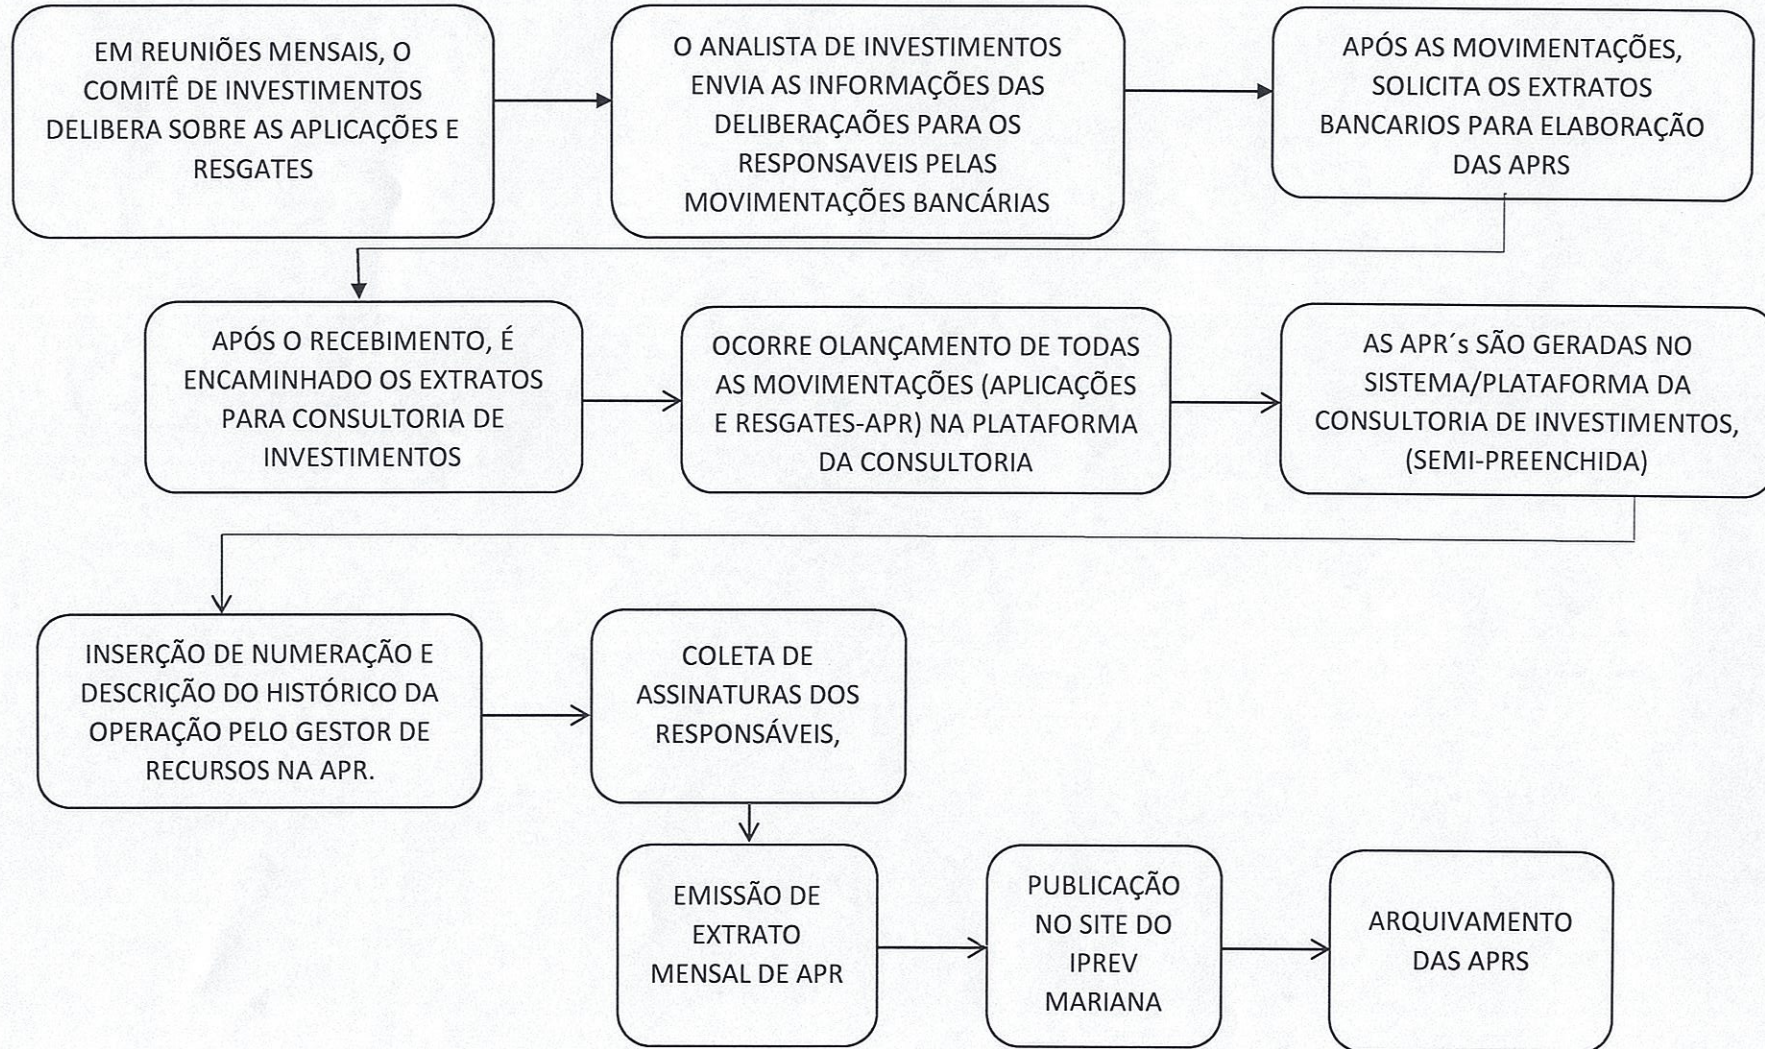 EM REUNIÕES MENSAIS, O
COMITÊ DE INVESTIMENTOS
DELIBERA SOBRE AS APLICAÇÕES E
RESGATES
O ANALISTA DE INVESTIMENTOS
ENVIA AS INFORMAÇÕES DAS
DELIBERAÇAÕES PARA OS
RESPONSAVEIS PELAS
MOVIMENTAÇÕES BANCÁRIAS
APÓS AS MOVIMENTAÇÕES,
SOLICITA OS EXTRATOS
BANCARIOS PARA ELABORAÇÃO
DAS APRS
APÓS O RECEBIMENTO, É
ENCAMINHADO OS EXTRATOS
PARA CONSULTORIA DE
INVESTIMENTOS
OCORRE OLANÇAMENTO DE TODAS
AS MOVIMENTAÇÕES (APLICAÇÕES
E RESGATES-APR) NA PLATAFORMA
DA CONSULTORIA
AS APR´s SÃO GERADAS NO
SISTEMA/PLATAFORMA DA
CONSULTORIA DE INVESTIMENTOS,
(SEMI-PREENCHIDA)
INSERÇÃO DE NUMERAÇÃO E
DESCRIÇÃO DO HISTÓRICO DA
OPERAÇÃO PELO GESTOR DE
RECURSOS NA APR.
COLETA DE
ASSINATURAS DOS
RESPONSÁVEIS,
EMISSÃO DE
EXTRATO
MENSAL DE APR
PUBLICAÇÃO
NO SITE DO
IPREV
MARIANA
ARQUIVAMENTO
DAS APRS